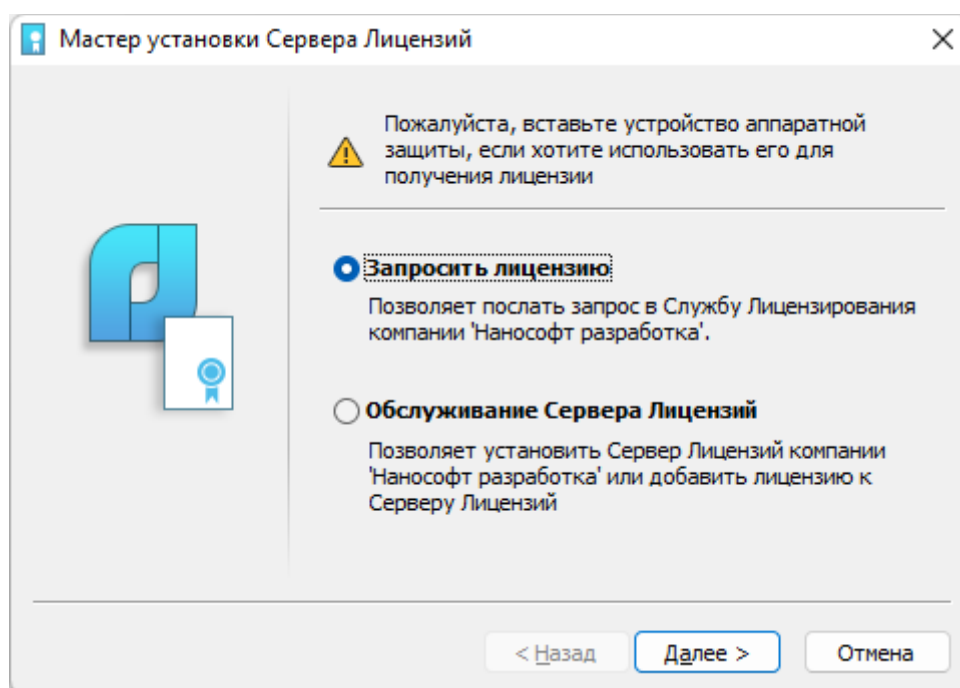 Мастер установки Сервера Лицензий
Пожалуйста, вставьте устройство аппаратной
защиты, если хотите использовать его для
получения лицензии
Запросить лицензию
Позволяет послать запрос в Службу Лицензирования
компании 'Нанософт разработка'.
Обслуживание Сервера Лицензий
Позволяет установить Сервер Лицензий компании
'Нанософт разработка' или добавить лицензию к
Серверу Лицензий
< Назад
Далее >
Отмена